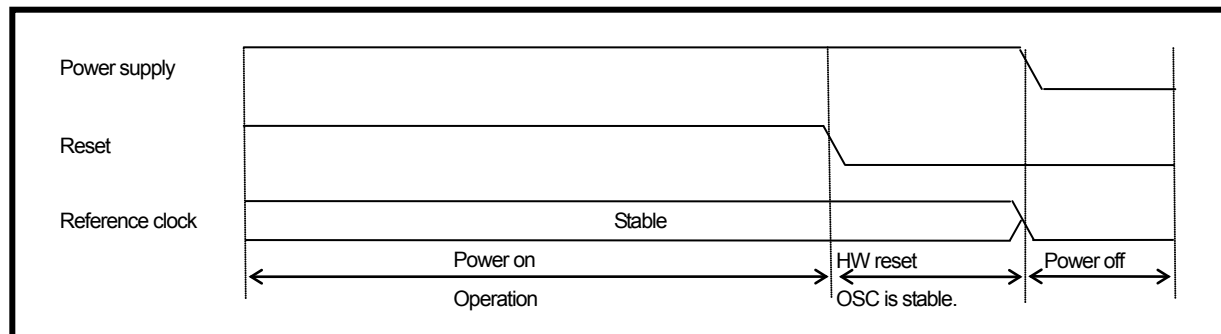 Power supply
Reset
Reference clock
Stable
Power on
HW reset
Power off
Operation
OSC is stable.